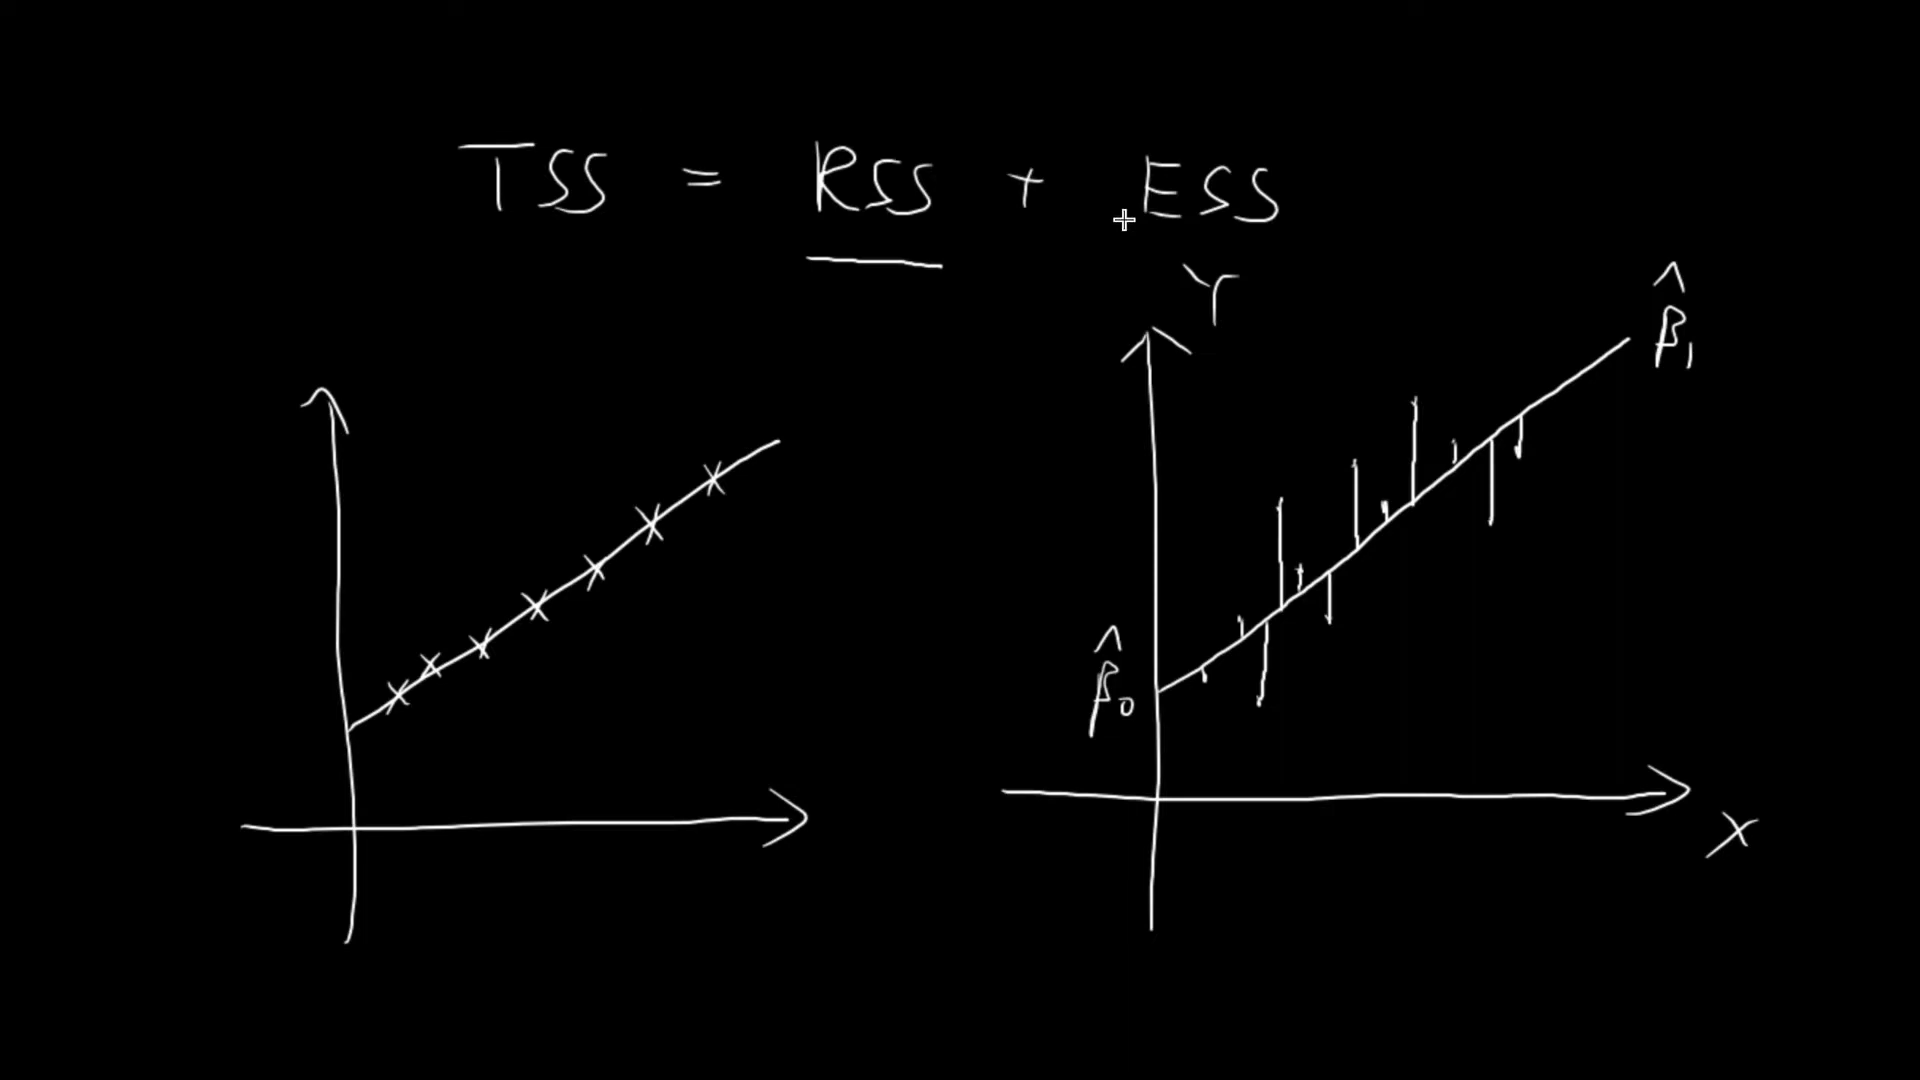 TSS = RSS + ESS
Y
β̂₁
β̂₀
X